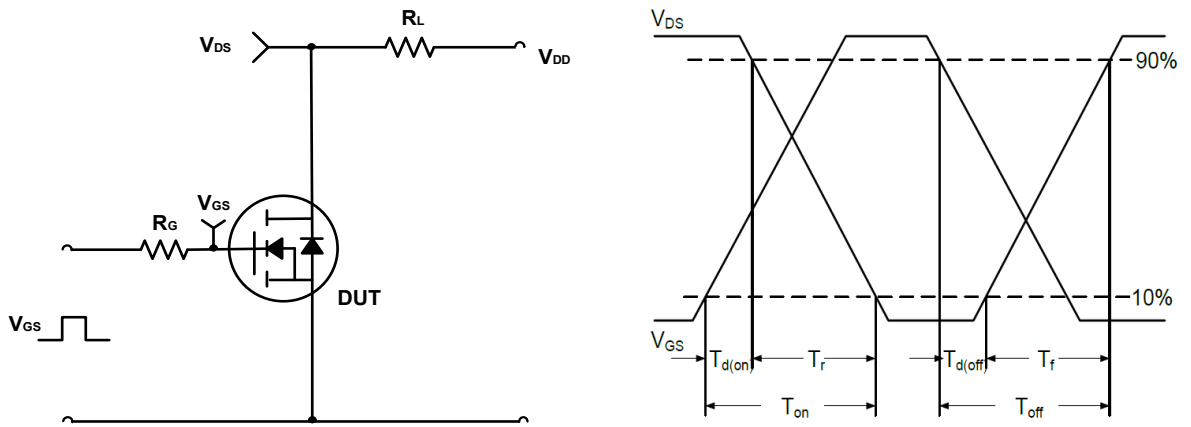 RL
VDS
VDD
VGS
RG
DUT
VGS
VDS
90%
10%
VGS
Td(on)
Tr
Td(off)
Tf
Ton
Toff